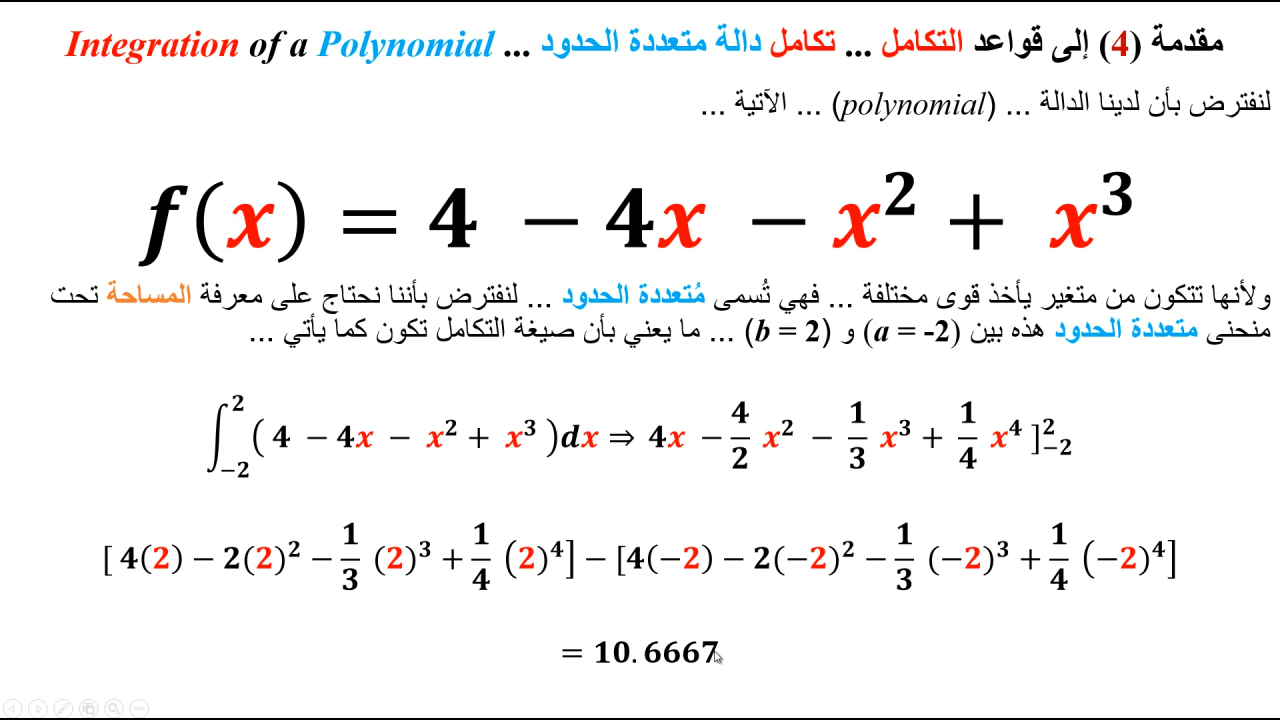 مقدمة (4) إلى قواعد التكامل ... تكامل دالة متعددة الحدود ... Integration of a Polynomial
لنفترض بأن لدينا الدالة ... (polynomial) ... الآتية ...
f(x) = 4 − 4x − x² + x³
ولأنها تتكون من متغير يأخذ قوى مختلفة ... فهي تُسمى مُتعددة الحدود ... لنفترض بأننا نحتاج على معرفة المساحة تحت
منحنى متعددة الحدود هذه بين (a = -2) و (b = 2) ... ما يعني بأن صيغة التكامل تكون كما يأتي ...
∫₋₂² ( 4 − 4x − x² + x³ )dx ⇒ 4x − 4/2 x² − 1/3 x³ + 1/4 x⁴ ]₋₂²
[ 4(2) − 2(2)² − 1/3 (2)³ + 1/4 (2)⁴] − [4(−2) − 2(−2)² − 1/3 (−2)³ + 1/4 (−2)⁴]
= 10.6667